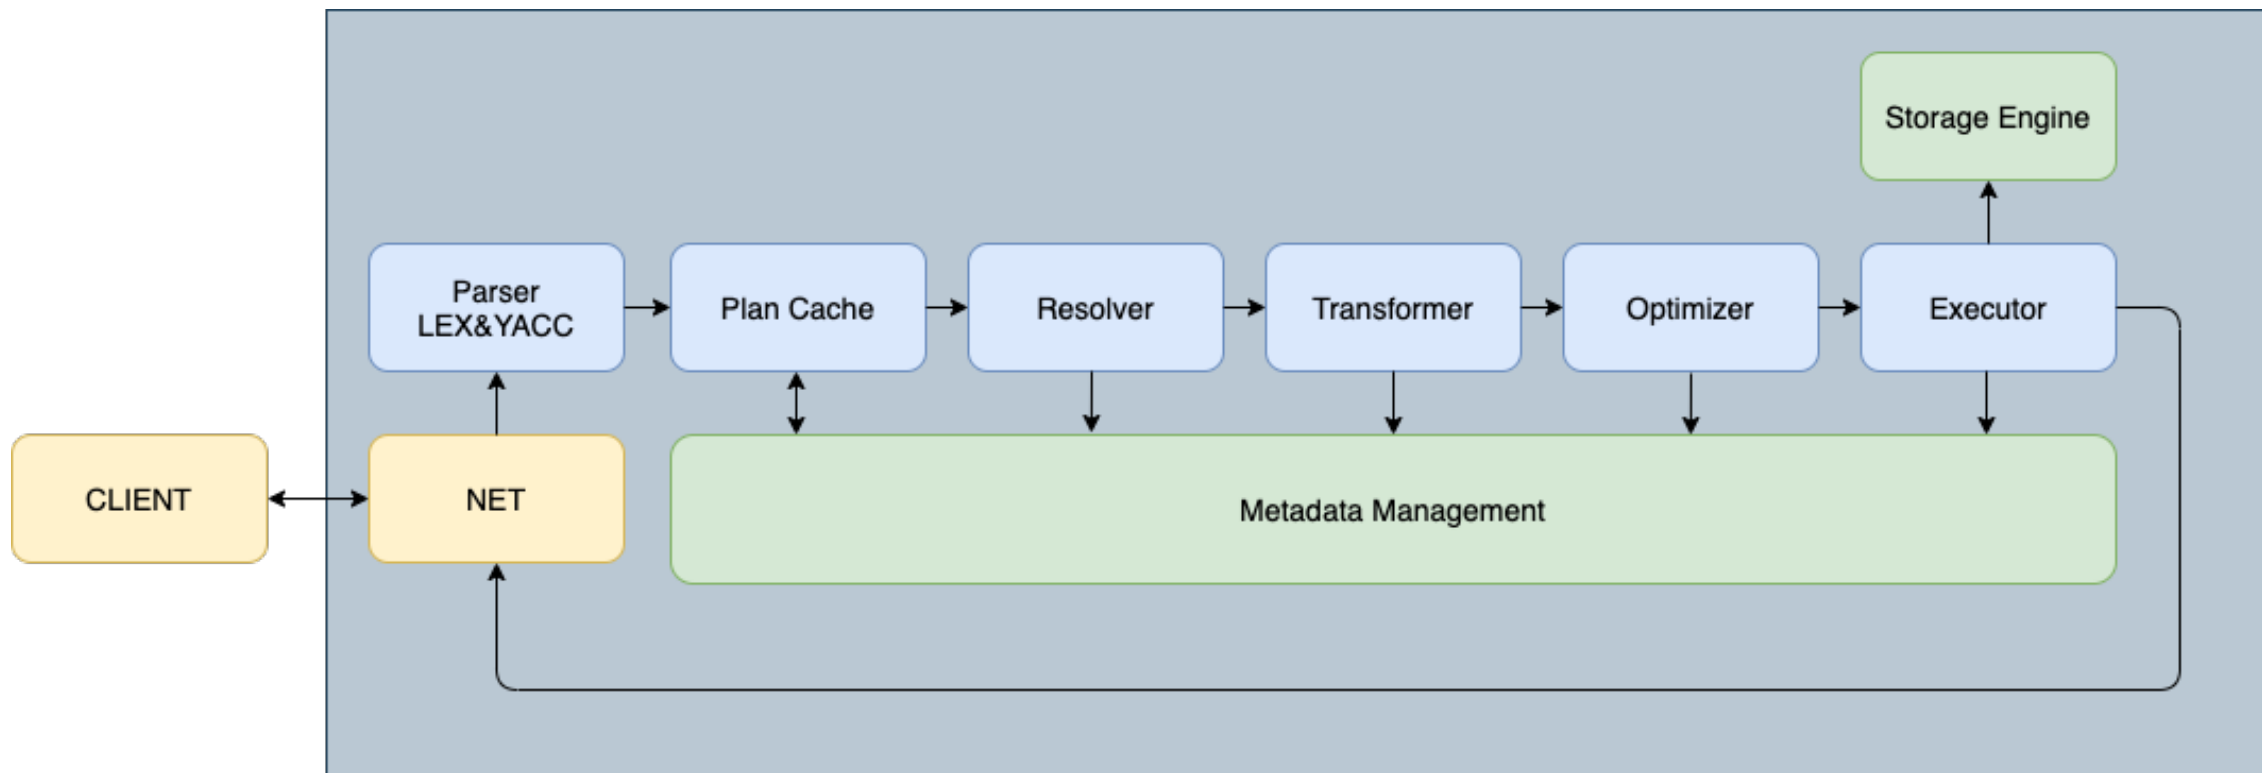 Storage Engine
Parser
LEX&YACC
Plan Cache
Resolver
Transformer
Optimizer
Executor
CLIENT
NET
Metadata Management